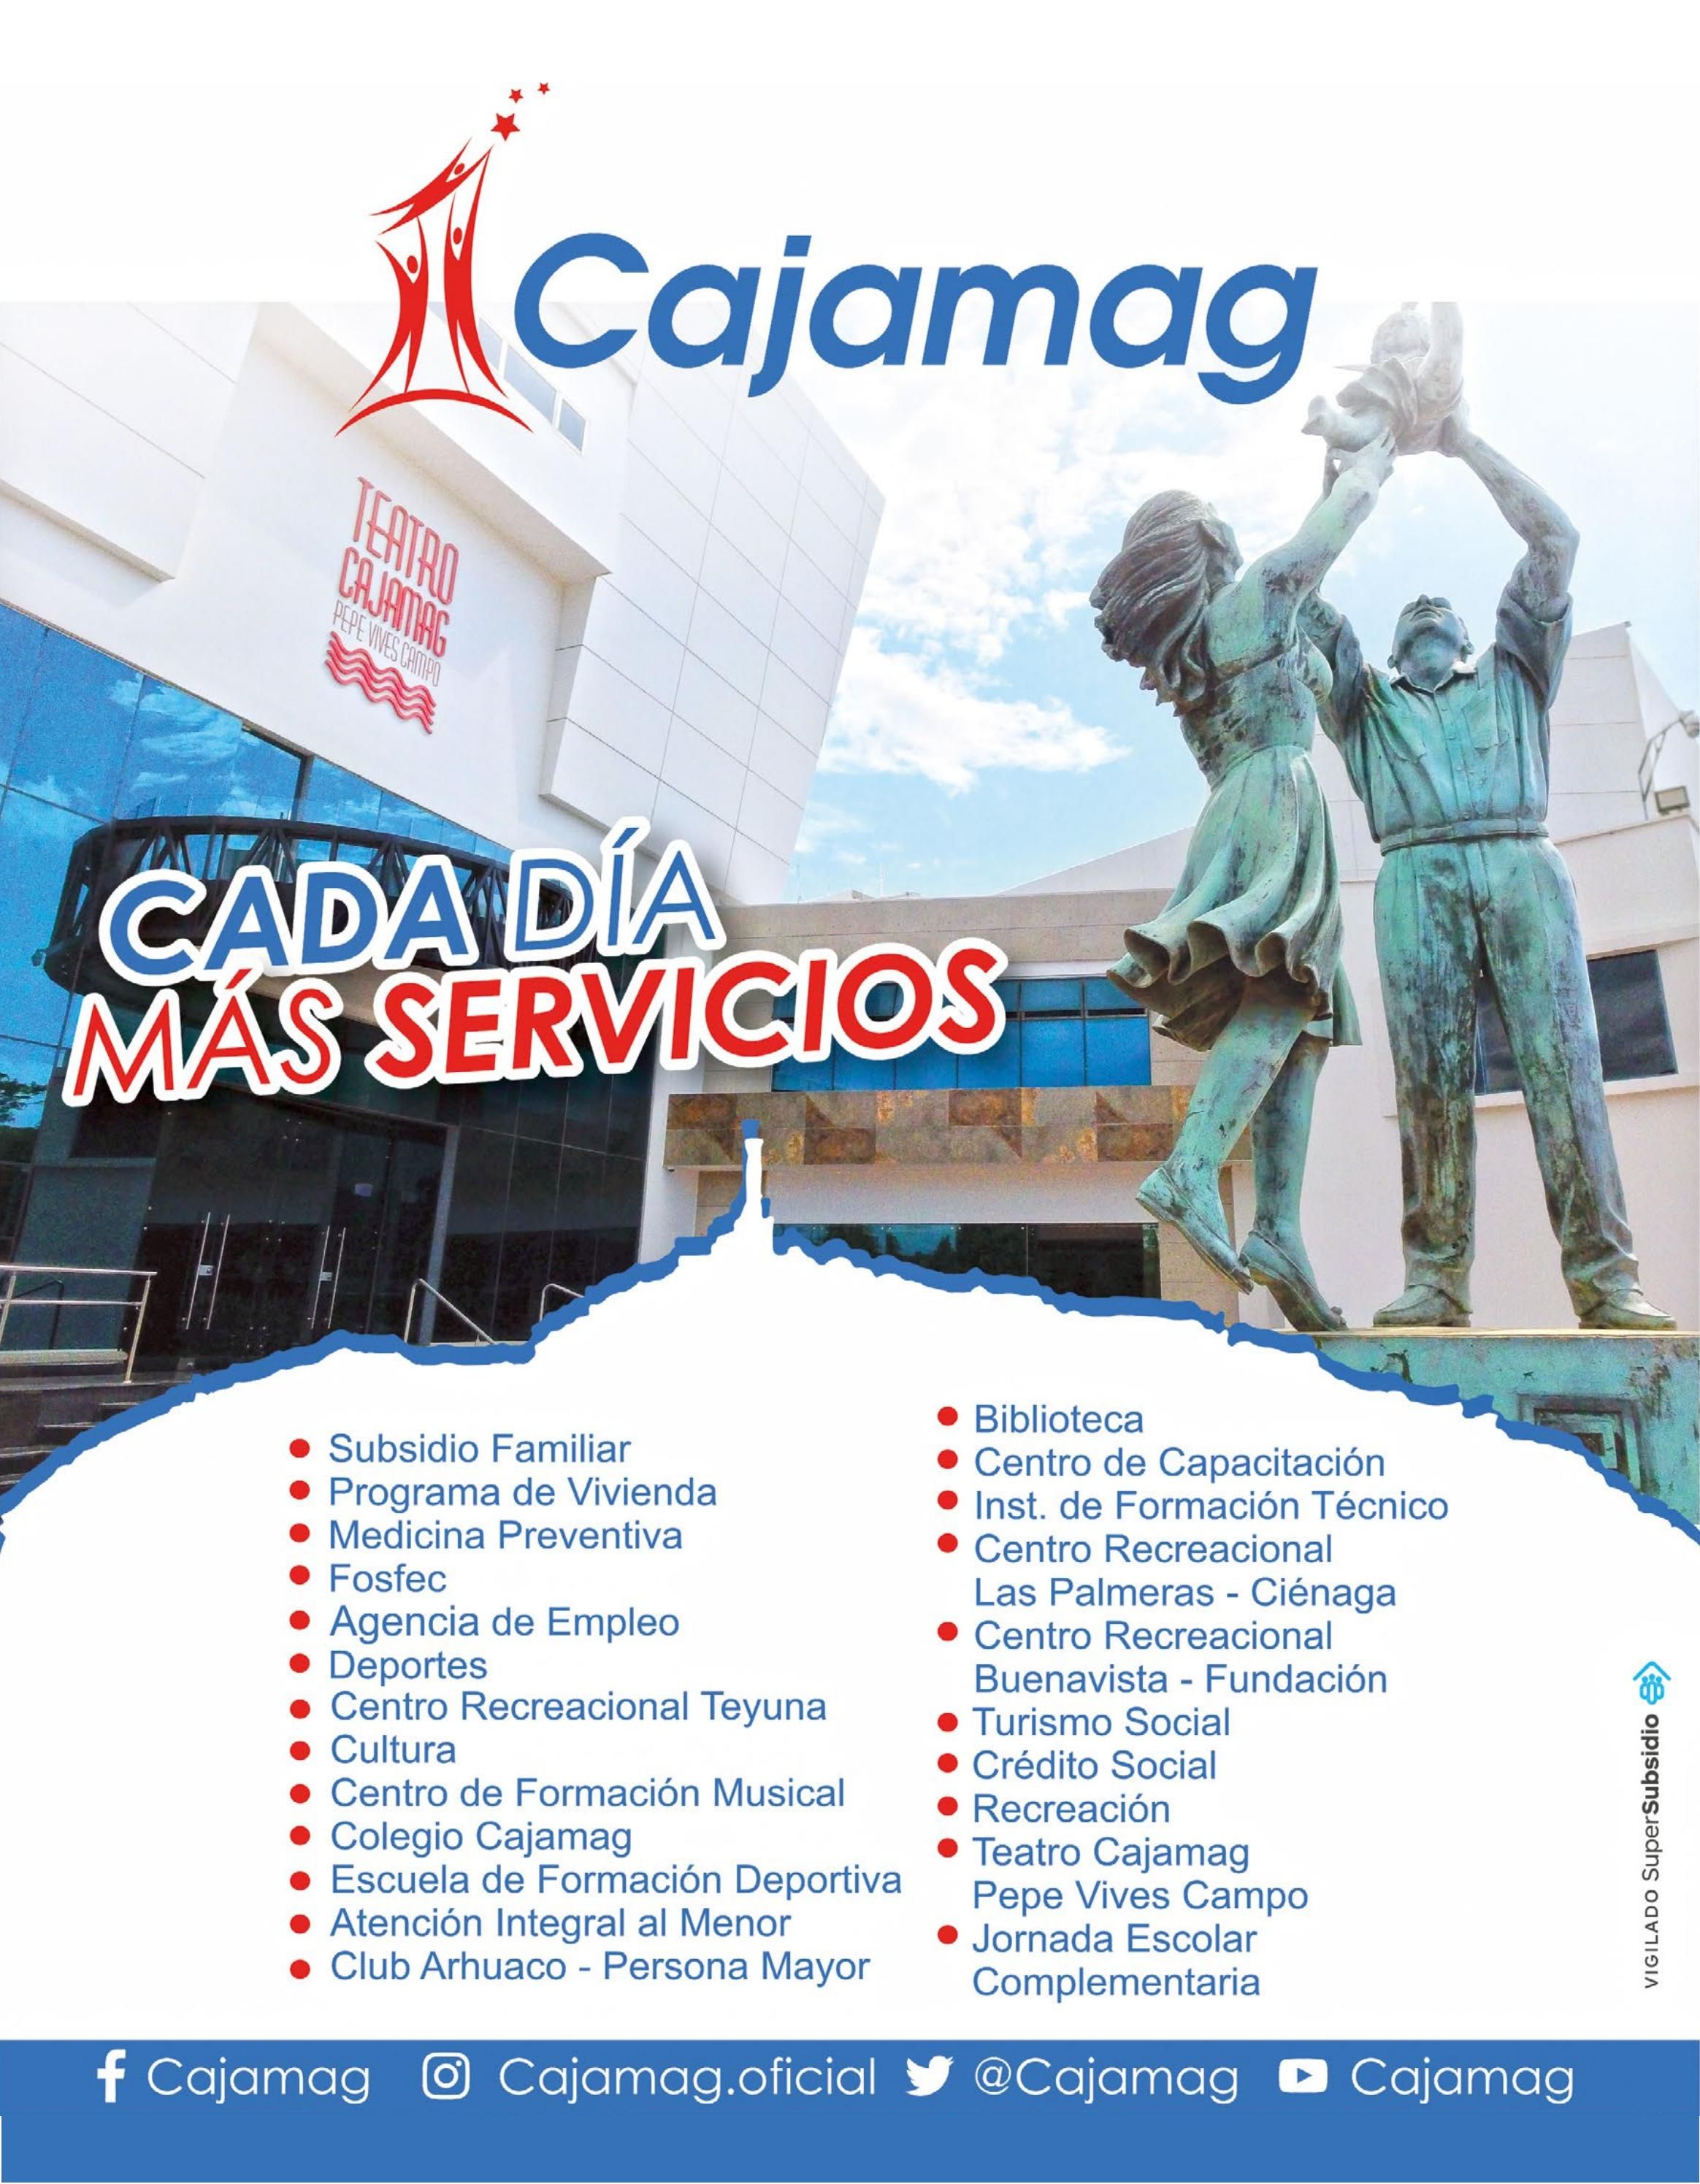 Cajamag
TEATRO
CAJAMAG
PEPE VIVES CAMPO
CADA DÍA
MÁS SERVICIOS
Subsidio Familiar
Programa de Vivienda
Medicina Preventiva
Fosfec
Agencia de Empleo
Deportes
Centro Recreacional Teyuna
Cultura
Centro de Formación Musical
Colegio Cajamag
Escuela de Formación Deportiva
Atención Integral al Menor
Club Arhuaco - Persona Mayor
Biblioteca
Centro de Capacitación
Inst. de Formación Técnico
Centro Recreacional
Las Palmeras - Ciénaga
Centro Recreacional
Buenavista - Fundación
Turismo Social
Crédito Social
Recreación
Teatro Cajamag
Pepe Vives Campo
Jornada Escolar
Complementaria
VIGILADO SuperSubsidio
Cajamag Cajamag.oficial @Cajamag Cajamag